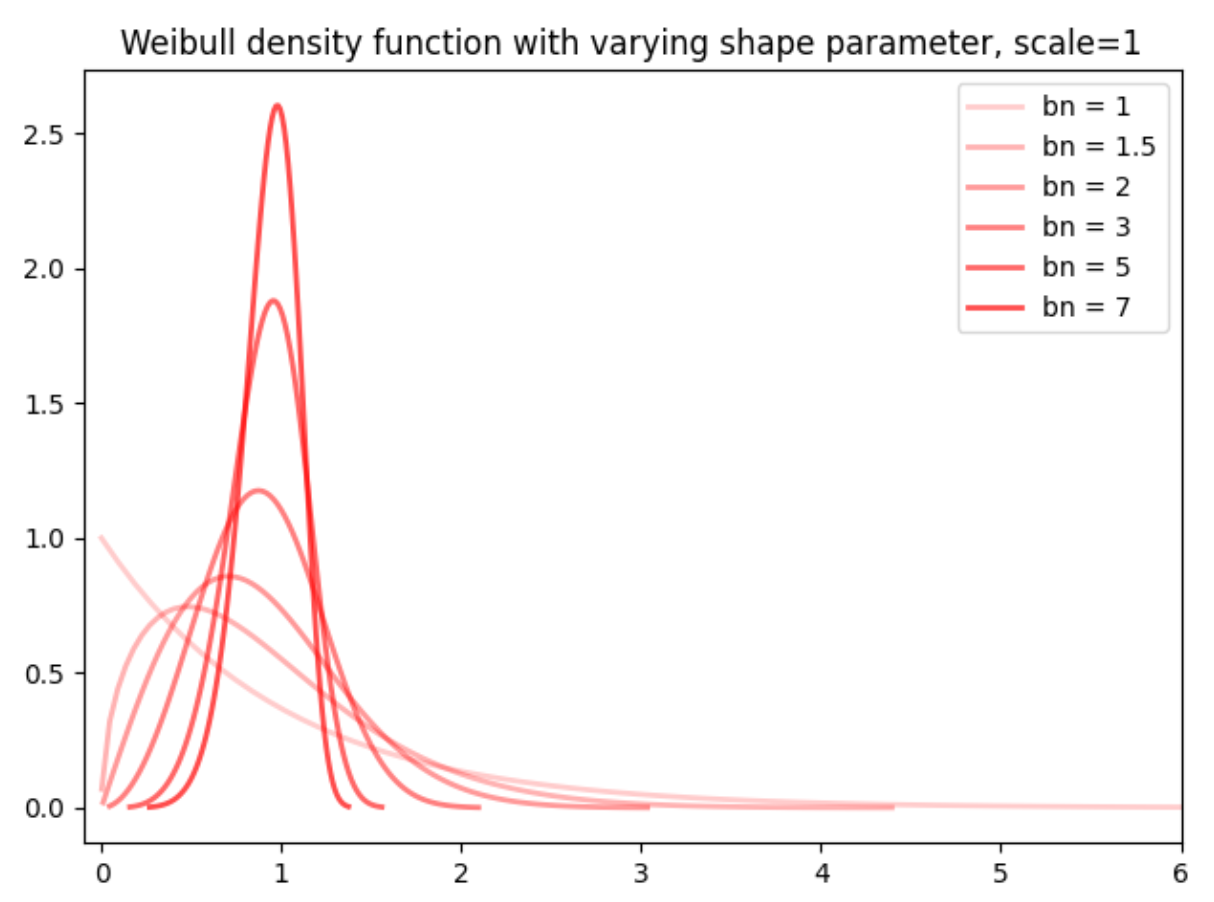 Weibull density function with varying shape parameter, scale=1
bn = 1
bn = 1.5
bn = 2
bn = 3
bn = 5
bn = 7
2.5
2.0
1.5
1.0
0.5
0.0
0 1 2 3 4 5 6